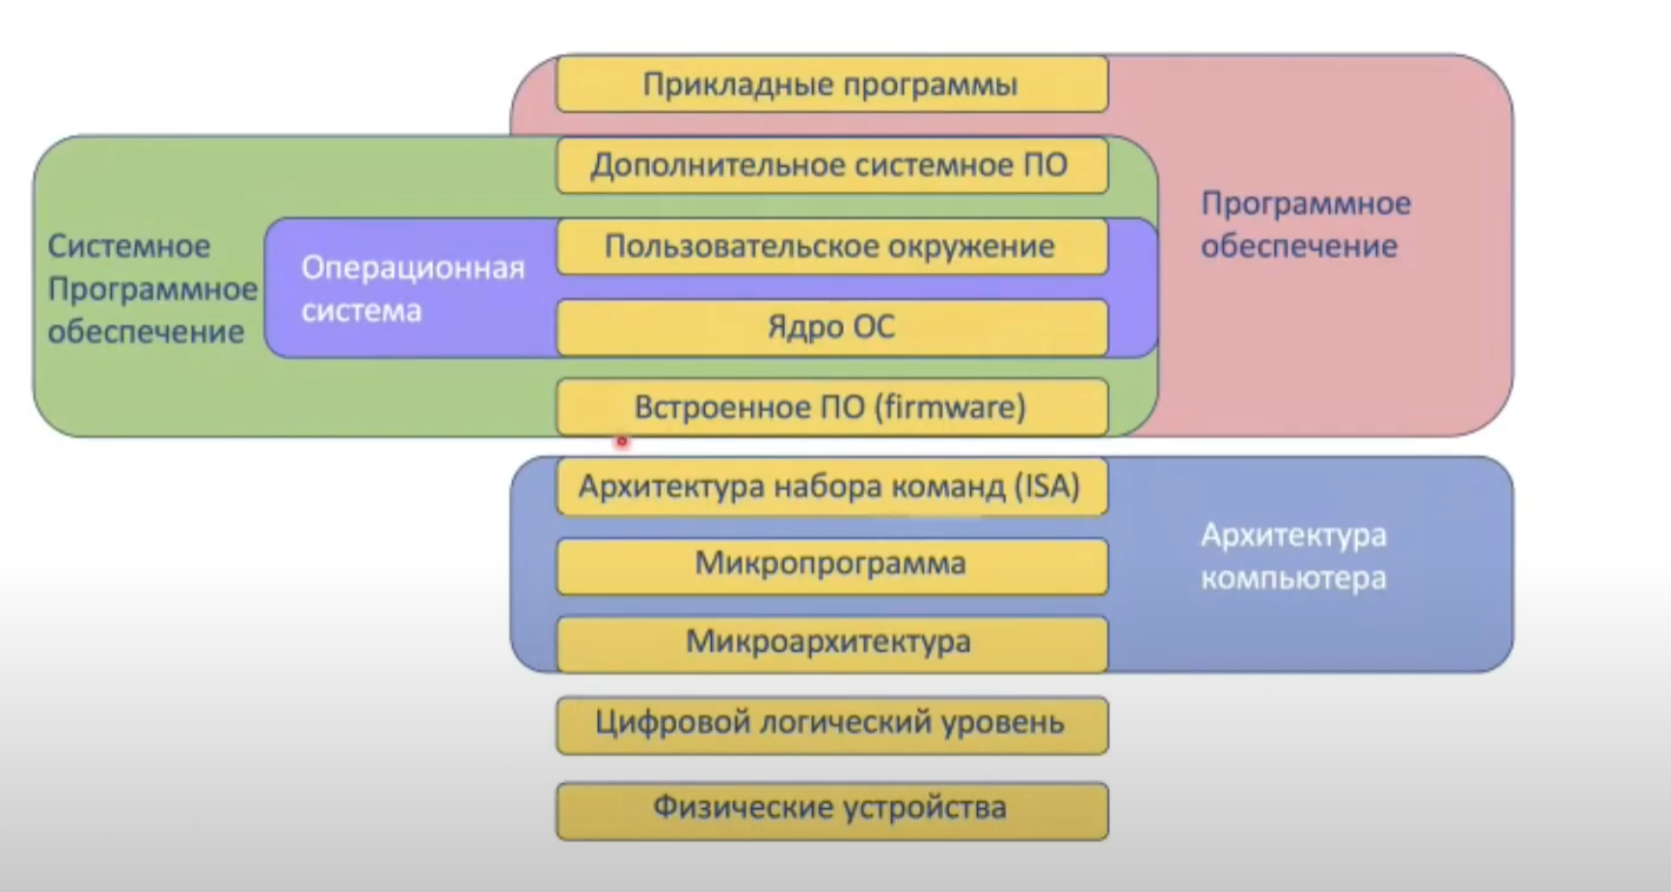 Прикладные программы
Дополнительное системное ПО
Программное
обеспечение
Системное
Программное
обеспечение
Операционная
система
Пользовательское окружение
Ядро ОС
Встроенное ПО (firmware)
Архитектура набора команд (ISA)
Архитектура
компьютера
Микропрограмма
Микроархитектура
Цифровой логический уровень
Физические устройства